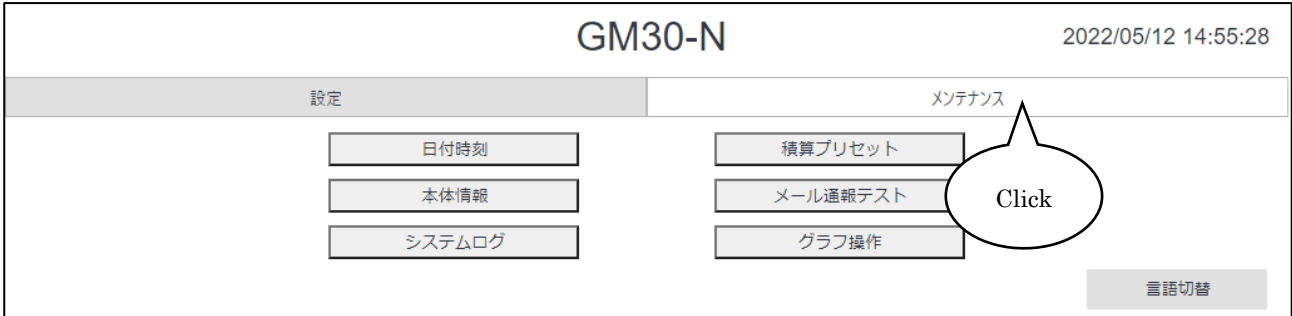 GM30-N
2022/05/12 14:55:28
設定
メンテナンス
日付時刻
積算プリセット
本体情報
メール通報テスト
Click
システムログ
グラフ操作
言語切替